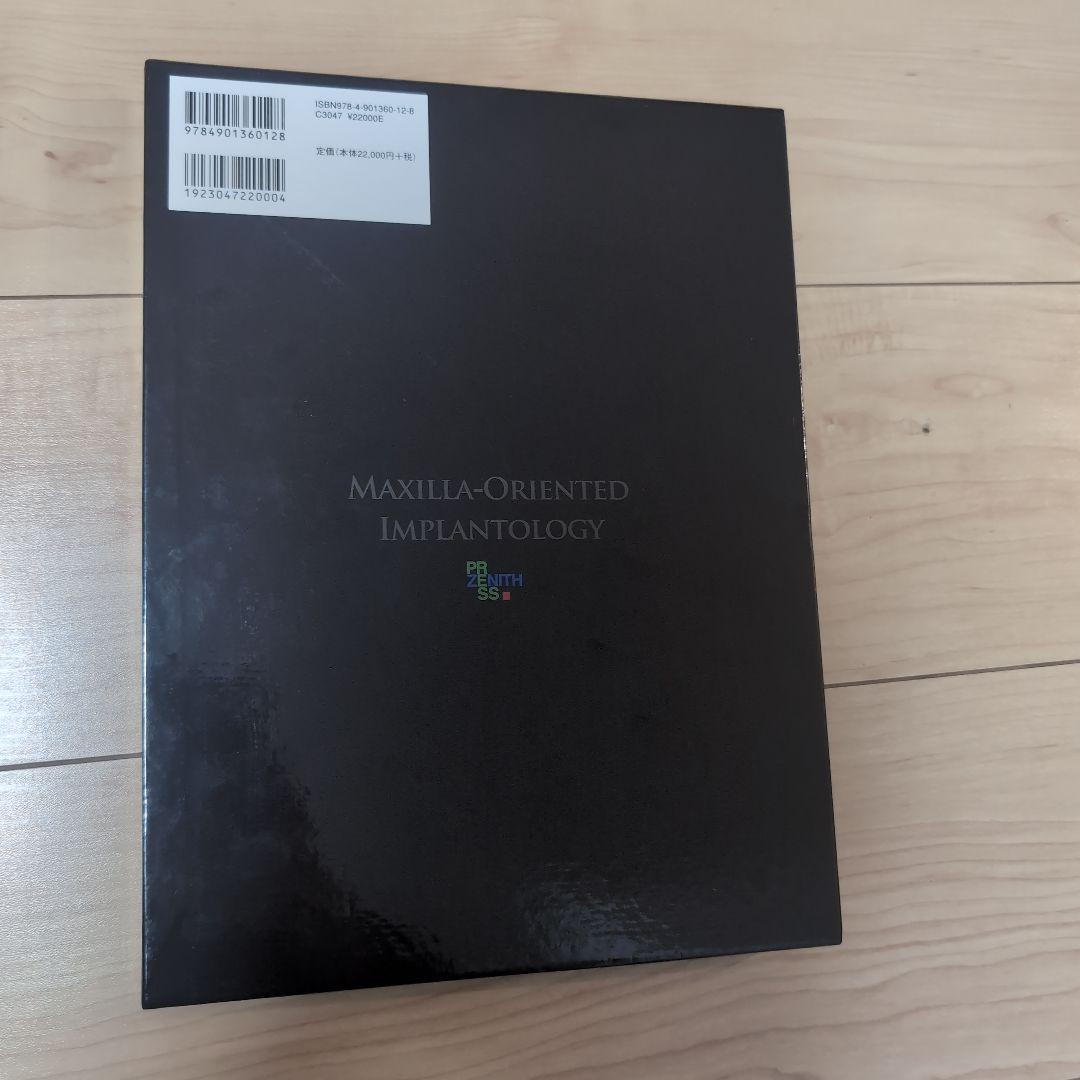 ISBN978-4-901360-12-8
C3047 ¥22000E
9784901360128
定価(本体22,000円+税)
1923047220004
MAXILLA-ORIENTED
IMPLANTOLOGY
PR
ZENITH
SS